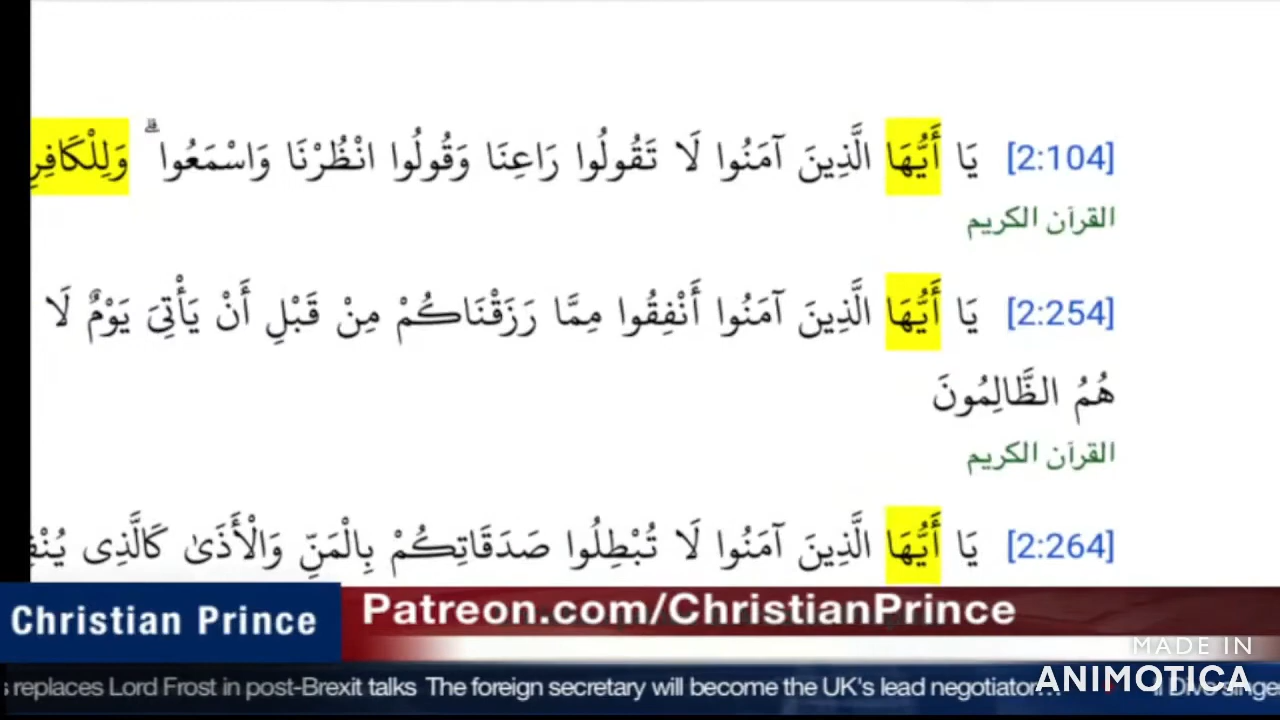 [2:104] يَا أَيُّهَا الَّذِينَ آمَنُوا لَا تَقُولُوا رَاعِنَا وَقُولُوا انْظُرْنَا وَاسْمَعُوا ۗ وَلِلْكَافِرِ
القرآن الكريم
[2:254] يَا أَيُّهَا الَّذِينَ آمَنُوا أَنْفِقُوا مِمَّا رَزَقْنَاكُمْ مِنْ قَبْلِ أَنْ يَأْتِيَ يَوْمٌ لَا
هُمُ الظَّالِمُونَ
القرآن الكريم
[2:264] يَا أَيُّهَا الَّذِينَ آمَنُوا لَا تُبْطِلُوا صَدَقَاتِكُمْ بِالْمَنِّ وَالْأَذَىٰ كَالَّذِي
Christian Prince
Patreon.com/ChristianPrince
MADE IN
ANIMOTICA
s replaces Lord Frost in post-Brexit talks The foreign secretary will become the UK's lead negotiator...